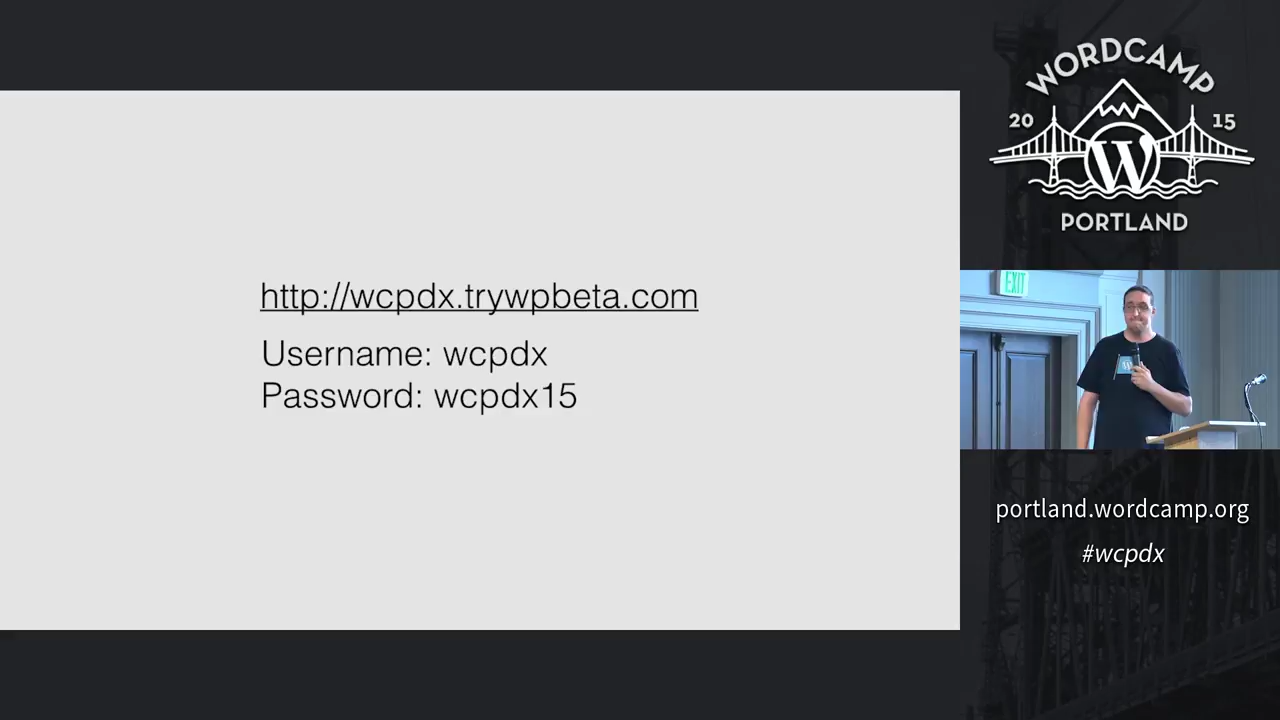 http://wcpdx.trywpbeta.com
Username: wcpdx
Password: wcpdx15
WORDCAMP
20 15
W
PORTLAND
EXIT
W
portland.wordcamp.org
#wcpdx